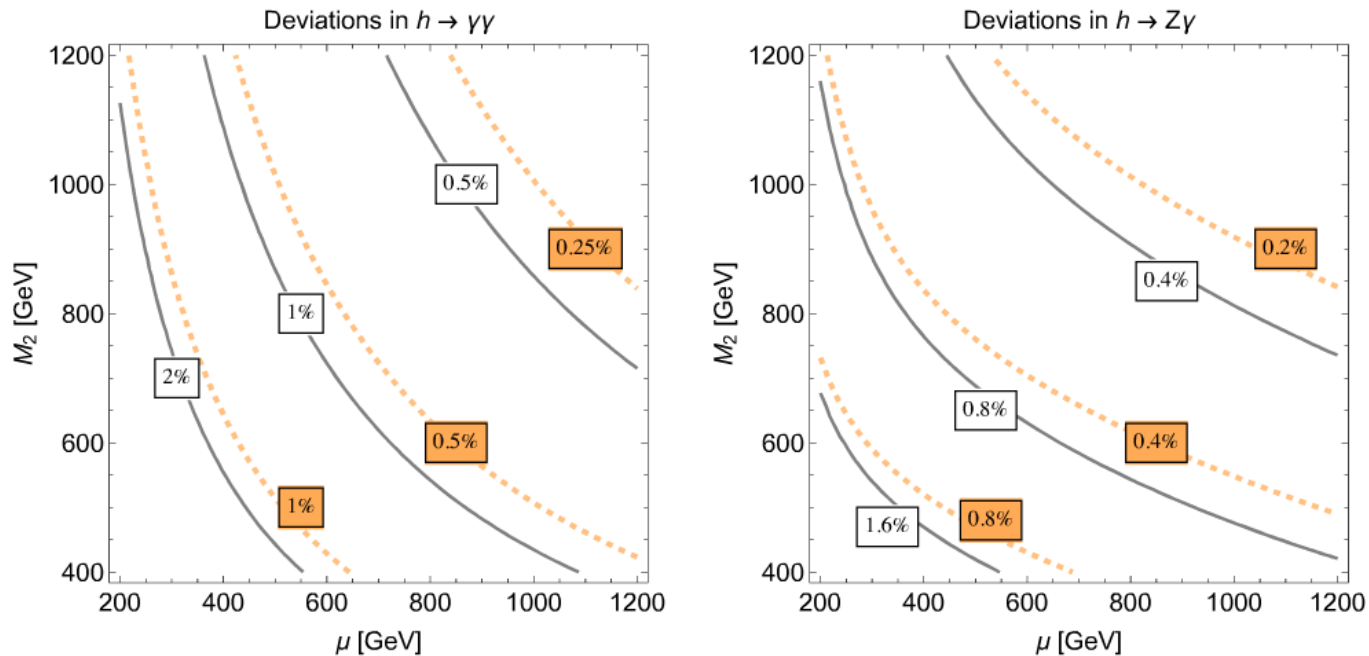 Deviations in h → γγ
1200
1000
800
600
400
M₂ [GeV]
0.5%
0.25%
1%
2%
0.5%
1%
200 400 600 800 1000 1200
μ [GeV]
Deviations in h → Zγ
1200
1000
800
600
400
M₂ [GeV]
0.2%
0.4%
0.8%
0.4%
1.6%
0.8%
200 400 600 800 1000 1200
μ [GeV]